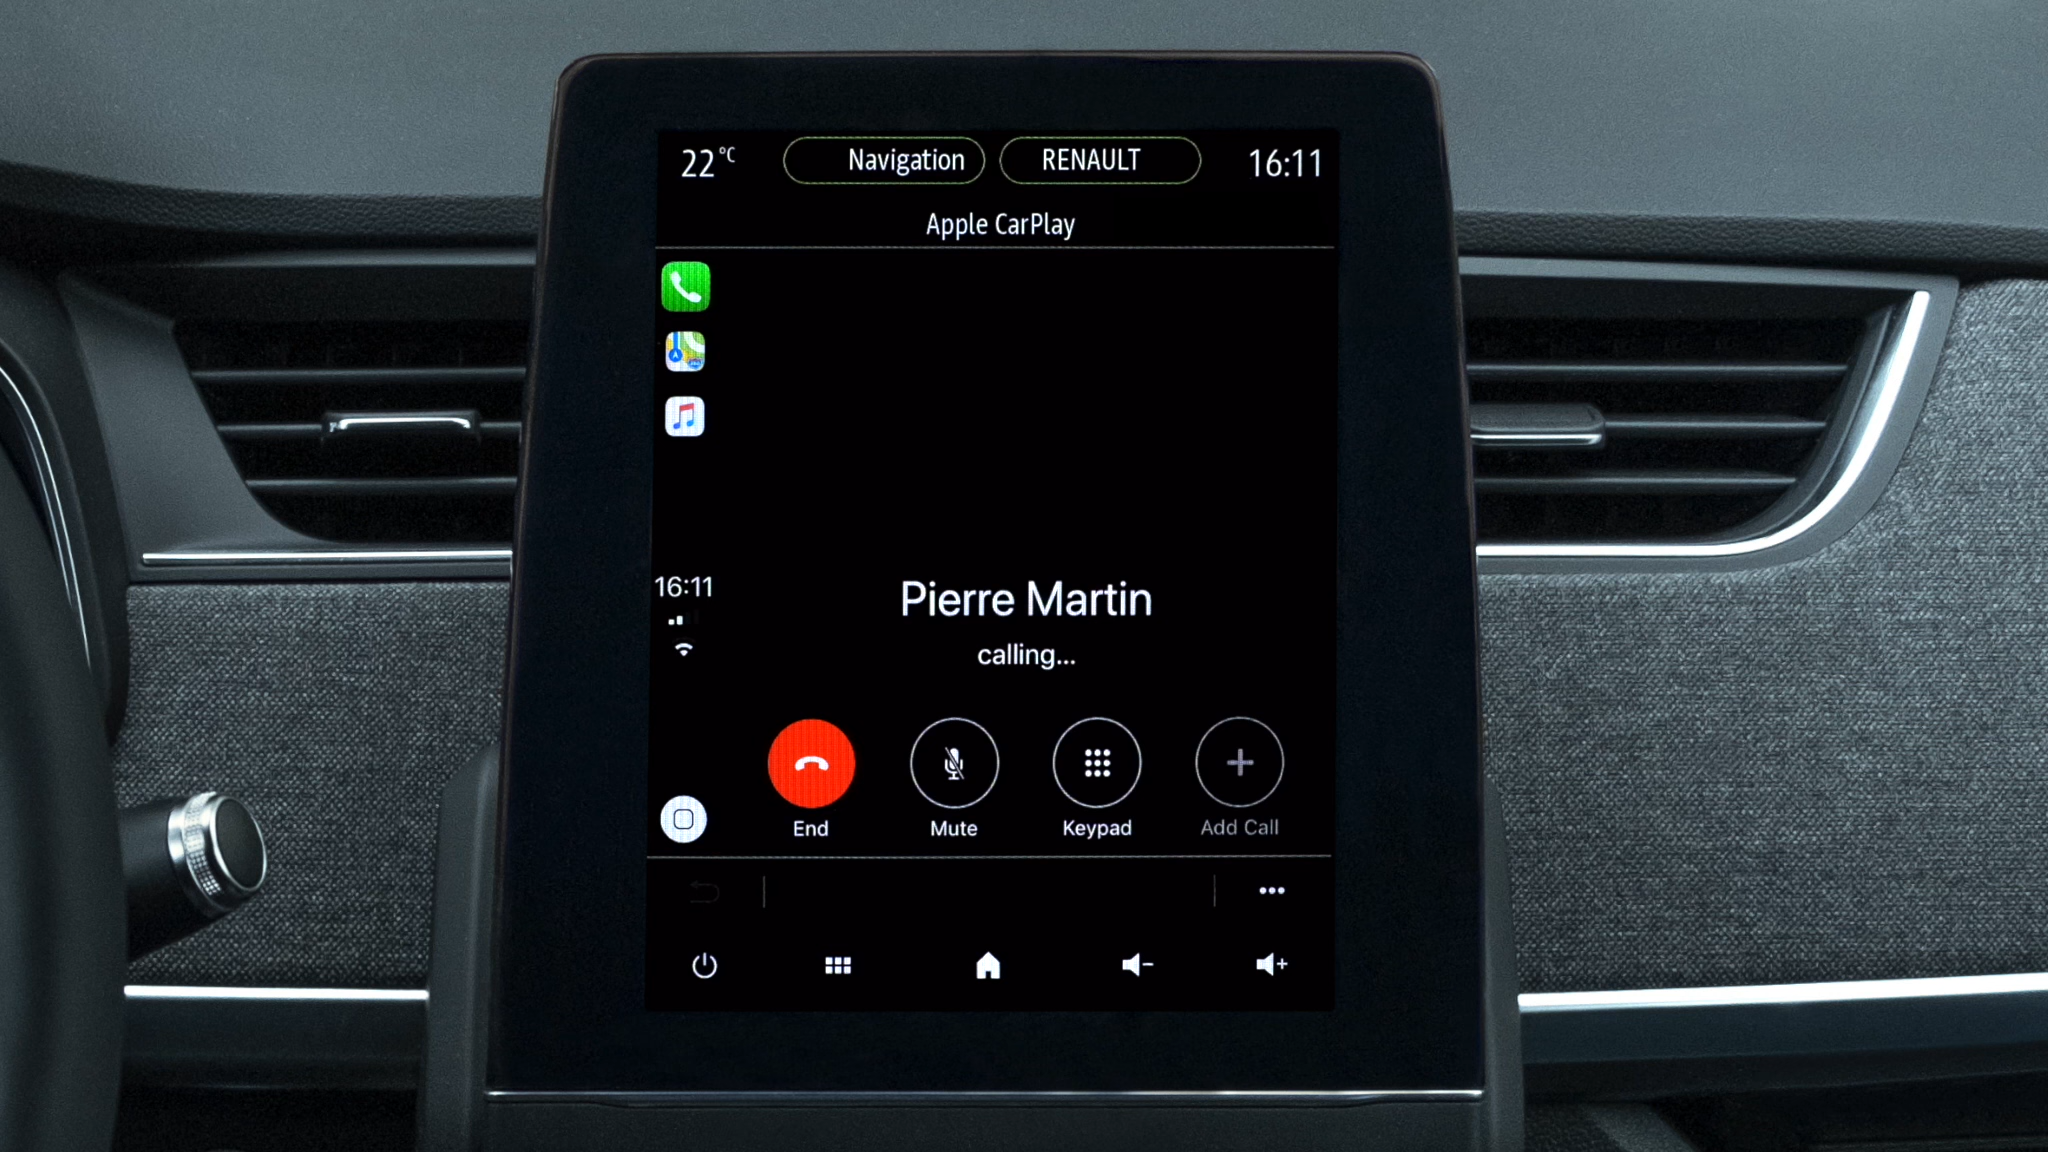 22°C Navigation RENAULT 16:11
Apple CarPlay
16:11
Pierre Martin
calling...
End Mute Keypad Add Call